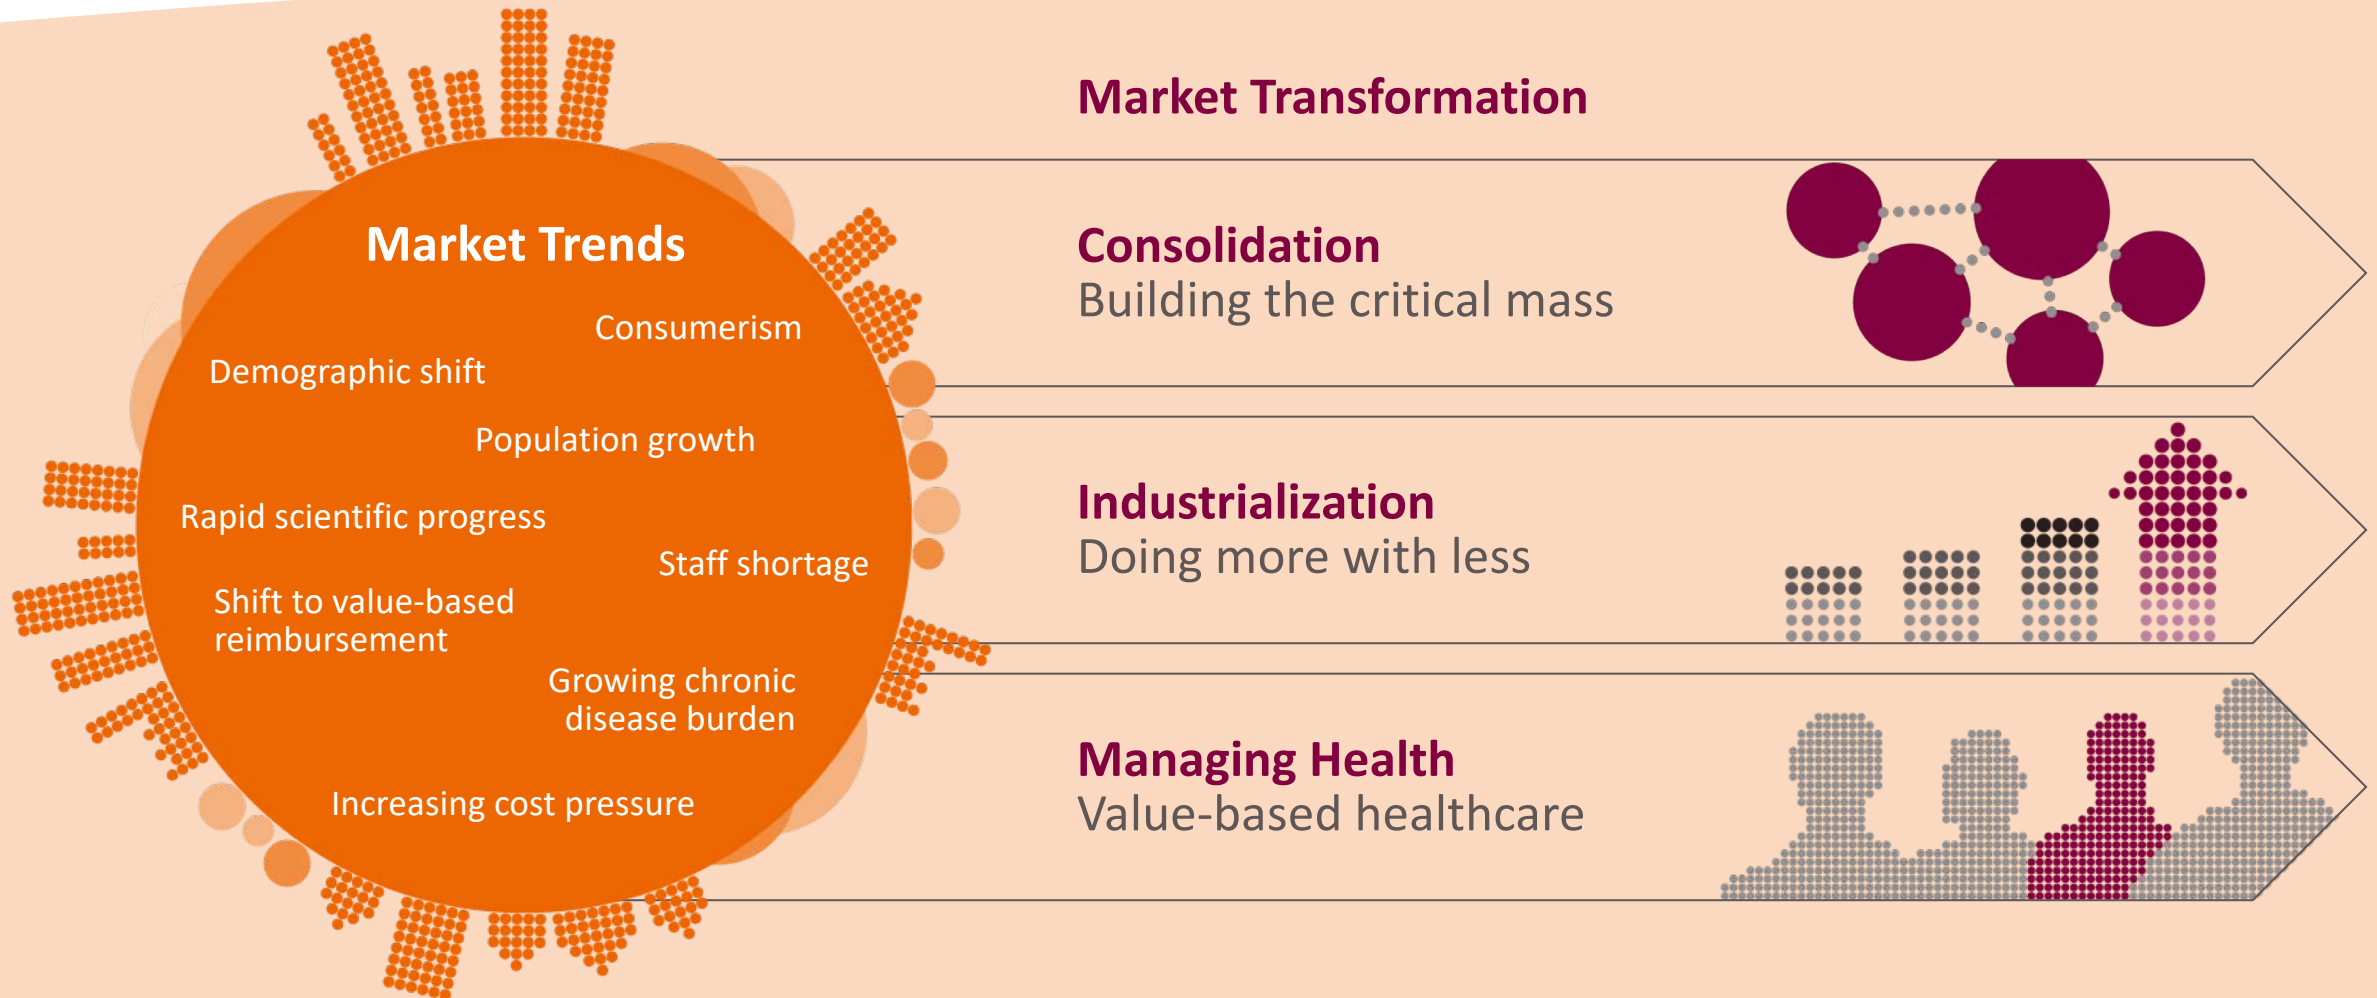 Market Trends
Consumerism
Demographic shift
Population growth
Rapid scientific progress
Staff shortage
Shift to value-based
reimbursement
Growing chronic
disease burden
Increasing cost pressure
Market Transformation
Consolidation
Building the critical mass
Industrialization
Doing more with less
Managing Health
Value-based healthcare